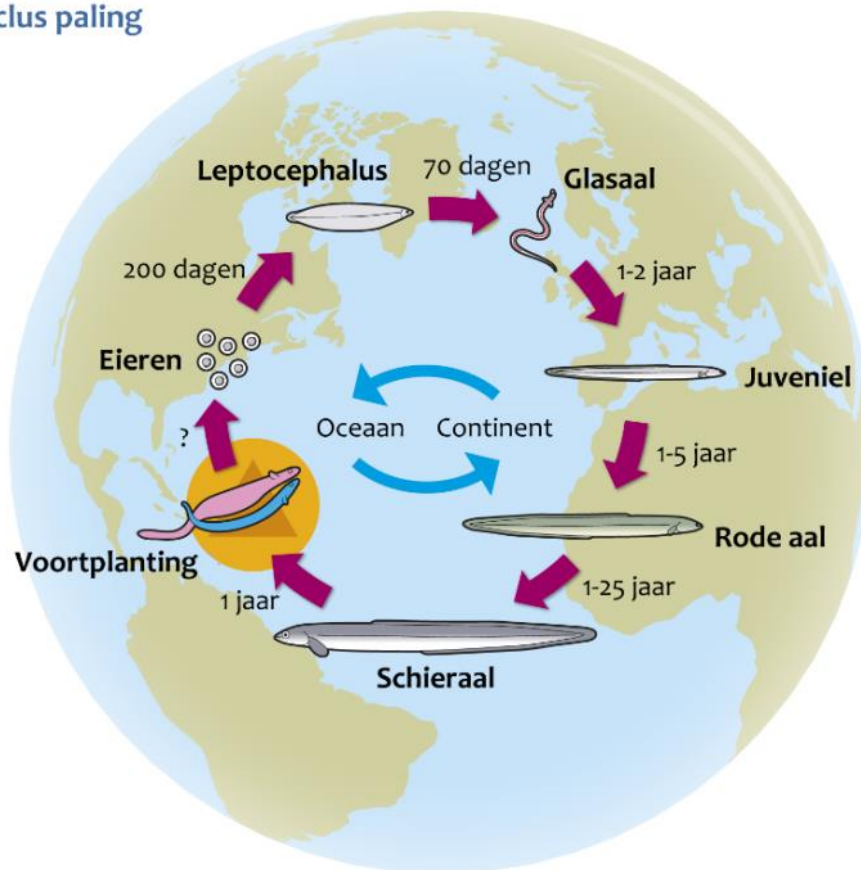 clus paling
Leptocephalus
70 dagen
Glasaal
200 dagen
1-2 jaar
Eieren
Juveniel
?
Oceaan
Continent
1-5 jaar
Rode aal
Voortplanting
1 jaar
1-25 jaar
Schieraal